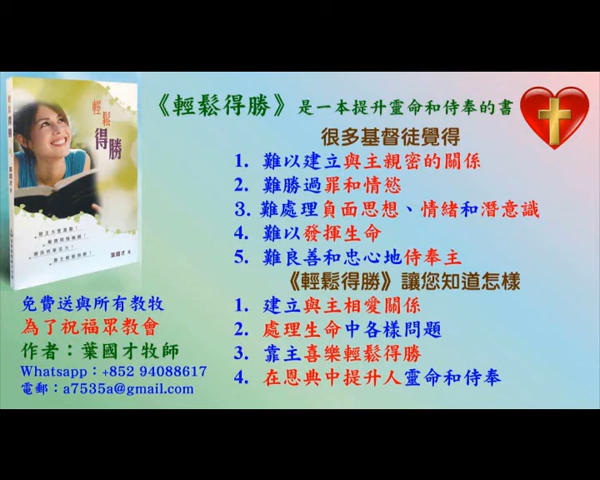 輕鬆得勝
葉國才 著
《輕鬆得勝》是一本提升靈命和侍奉的書
很多基督徒覺得
1. 難以建立與主親密的關係
2. 難勝過罪和情慾
3. 難處理負面思想、情緒和潛意識
4. 難以發揮生命
5. 難良善和忠心地侍奉主
《輕鬆得勝》讓您知道怎樣
1. 建立與主相愛關係
2. 處理生命中各樣問題
3. 靠主喜樂輕鬆得勝
4. 在恩典中提升人靈命和侍奉
免費送與所有教牧
為了祝福眾教會
作者：葉國才牧師
Whatsapp：+852 94088617
電郵：a7535a@gmail.com